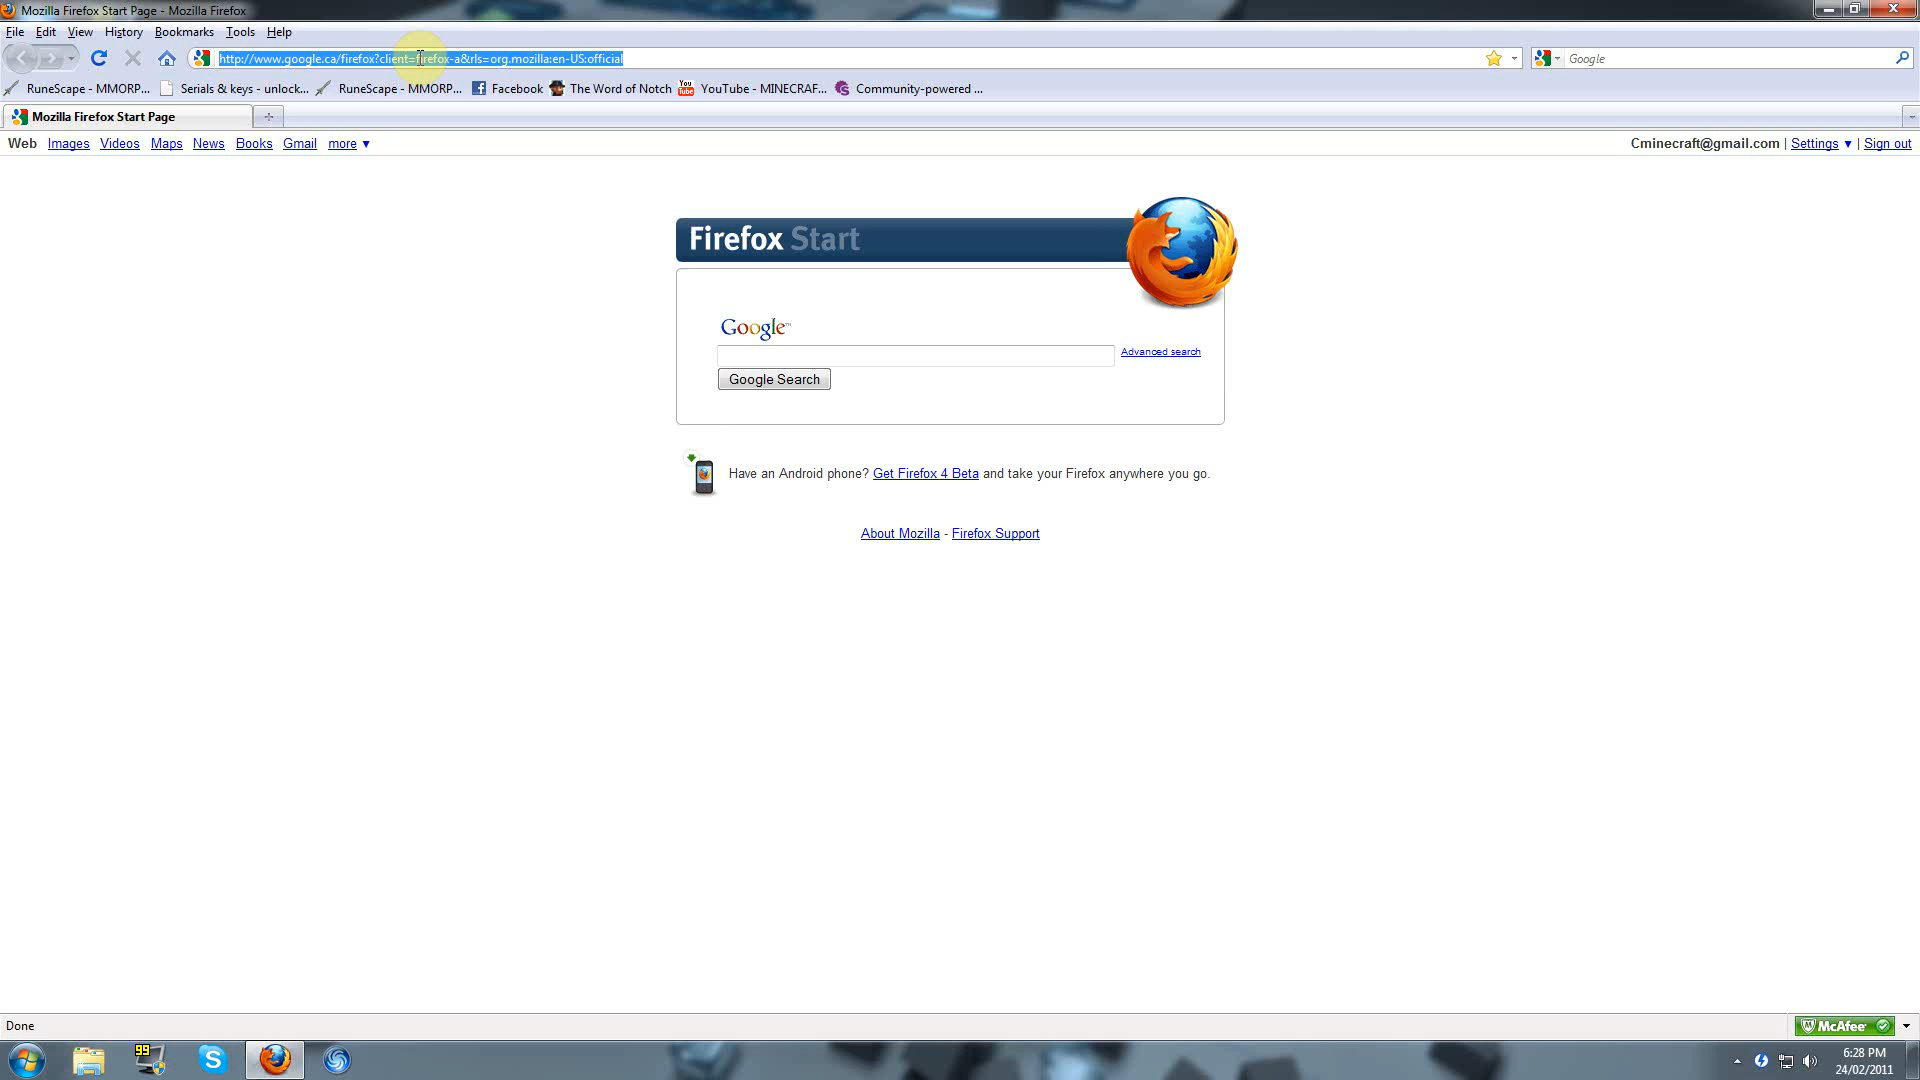 Mozilla Firefox Start Page - Mozilla Firefox
File Edit View History Bookmarks Tools Help
http://www.google.ca/firefox?client=firefox-a&rls=org.mozilla:en-US:official
Google
RuneScape - MMORP... Serials & keys - unlock... RuneScape - MMORP... Facebook The Word of Notch You Tube YouTube - MINECRAF... Community-powered ...
Mozilla Firefox Start Page
Web Images Videos Maps News Books Gmail more ▼
Cminecraft@gmail.com | Settings ▼ | Sign out
Firefox Start
Google™
Advanced search
Google Search
Have an Android phone? Get Firefox 4 Beta and take your Firefox anywhere you go.
About Mozilla - Firefox Support
Done
McAfee
99
6:28 PM
24/02/2011